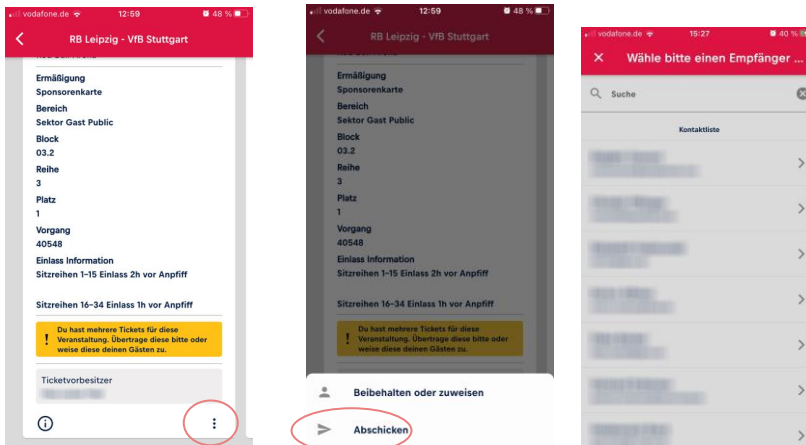 vodafone.de 12:59 48 %
RB Leipzig - VfB Stuttgart
Ermäßigung
Sponsorenkarte
Bereich
Sektor Gast Public
Block
03.2
Reihe
3
Platz
1
Vorgang
40548
Einlass Information
Sitzreihen 1-15 Einlass 2h vor Anpfiff
Sitzreihen 16-34 Einlass 1h vor Anpfiff
! Du hast mehrere Tickets für diese
Veranstaltung. Übertrage diese bitte oder
weise diese deinen Gästen zu.
Ticketvorbesitzer
vodafone.de 12:59 48 %
RB Leipzig - VfB Stuttgart
Ermäßigung
Sponsorenkarte
Bereich
Sektor Gast Public
Block
03.2
Reihe
3
Platz
1
Vorgang
40548
Einlass Information
Sitzreihen 1-15 Einlass 2h vor Anpfiff
Sitzreihen 16-34 Einlass 1h vor Anpfiff
! Du hast mehrere Tickets für diese
Veranstaltung. Übertrage diese bitte oder
weise diese deinen Gästen zu.
Beibehalten oder zuweisen
Abschicken
vodafone.de 15:27 40 %
Wähle bitte einen Empfänger ...
Suche
Kontaktliste